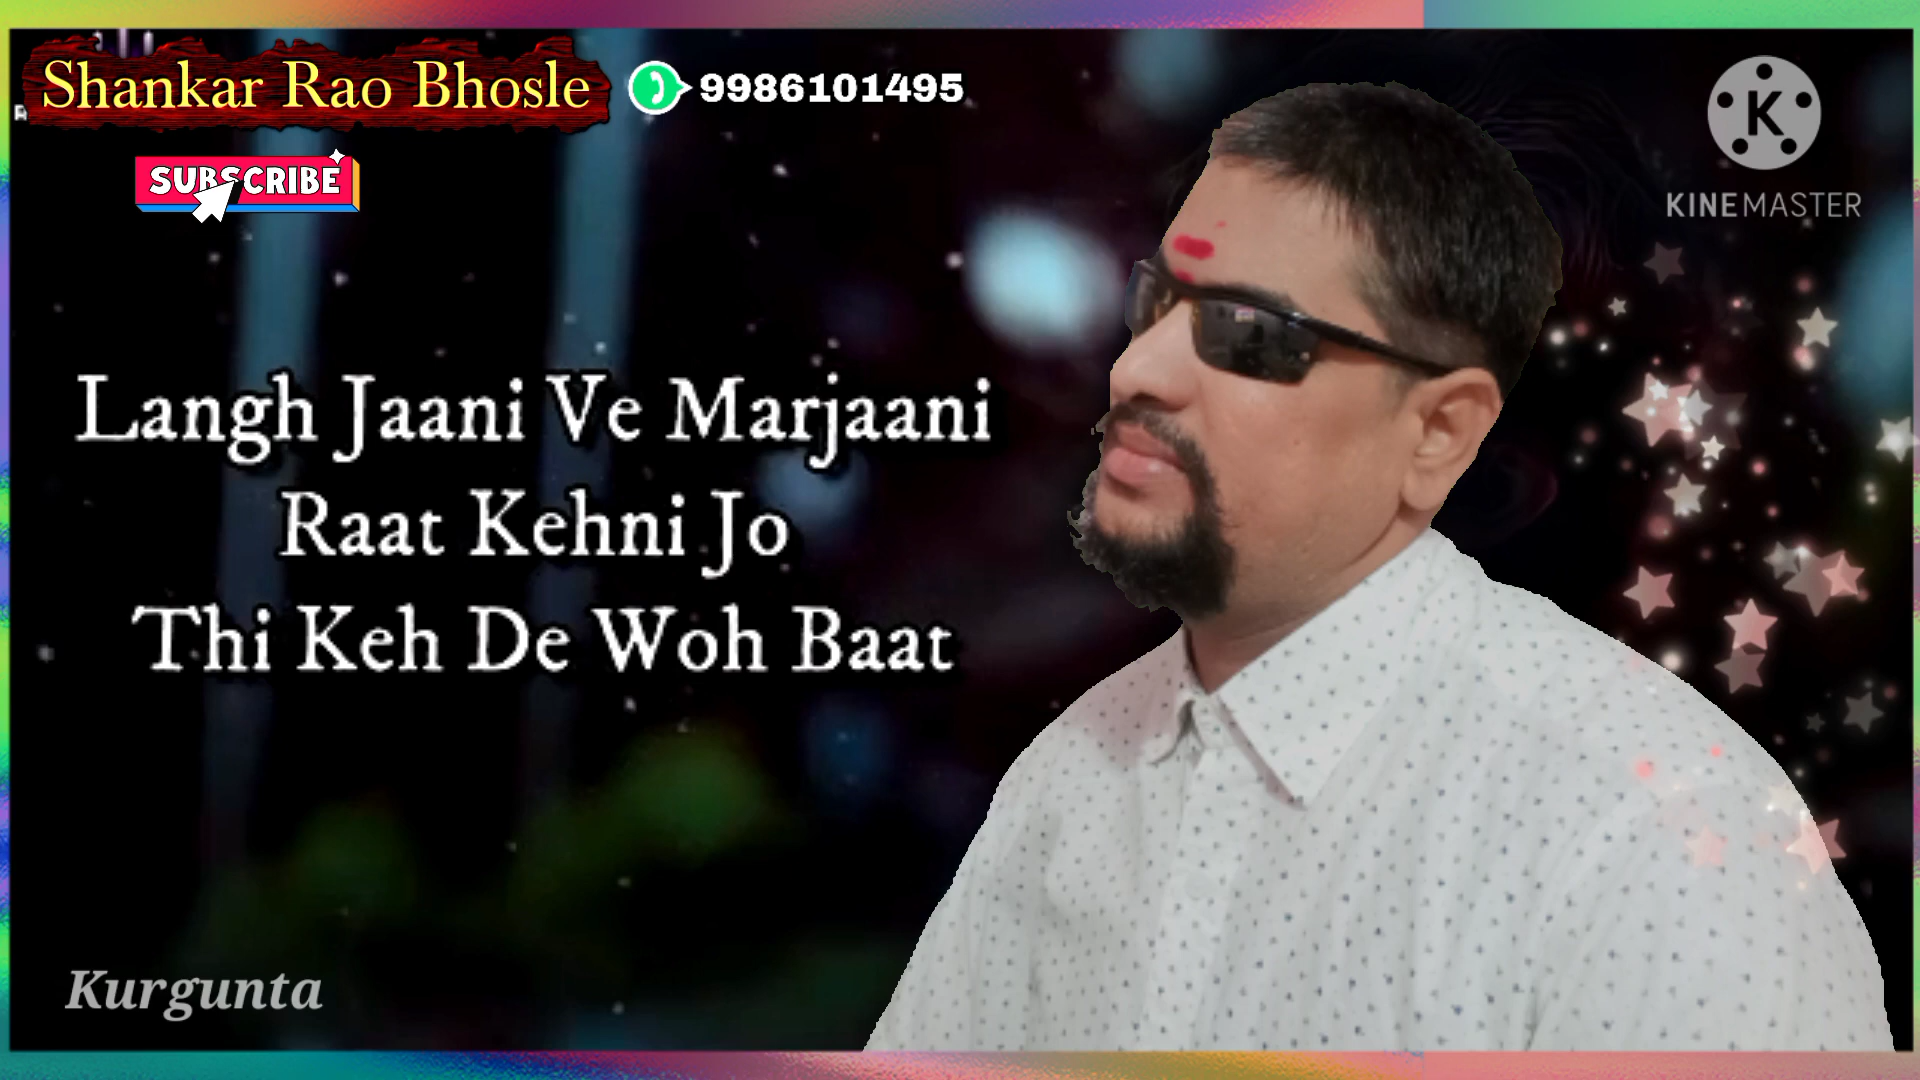 Shankar Rao Bhosle
9986101495
SUBSCRIBE
K
KINEMASTER
Langh Jaani Ve Marjaani
Raat Kehni Jo
Thi Keh De Woh Baat
Kurgunta